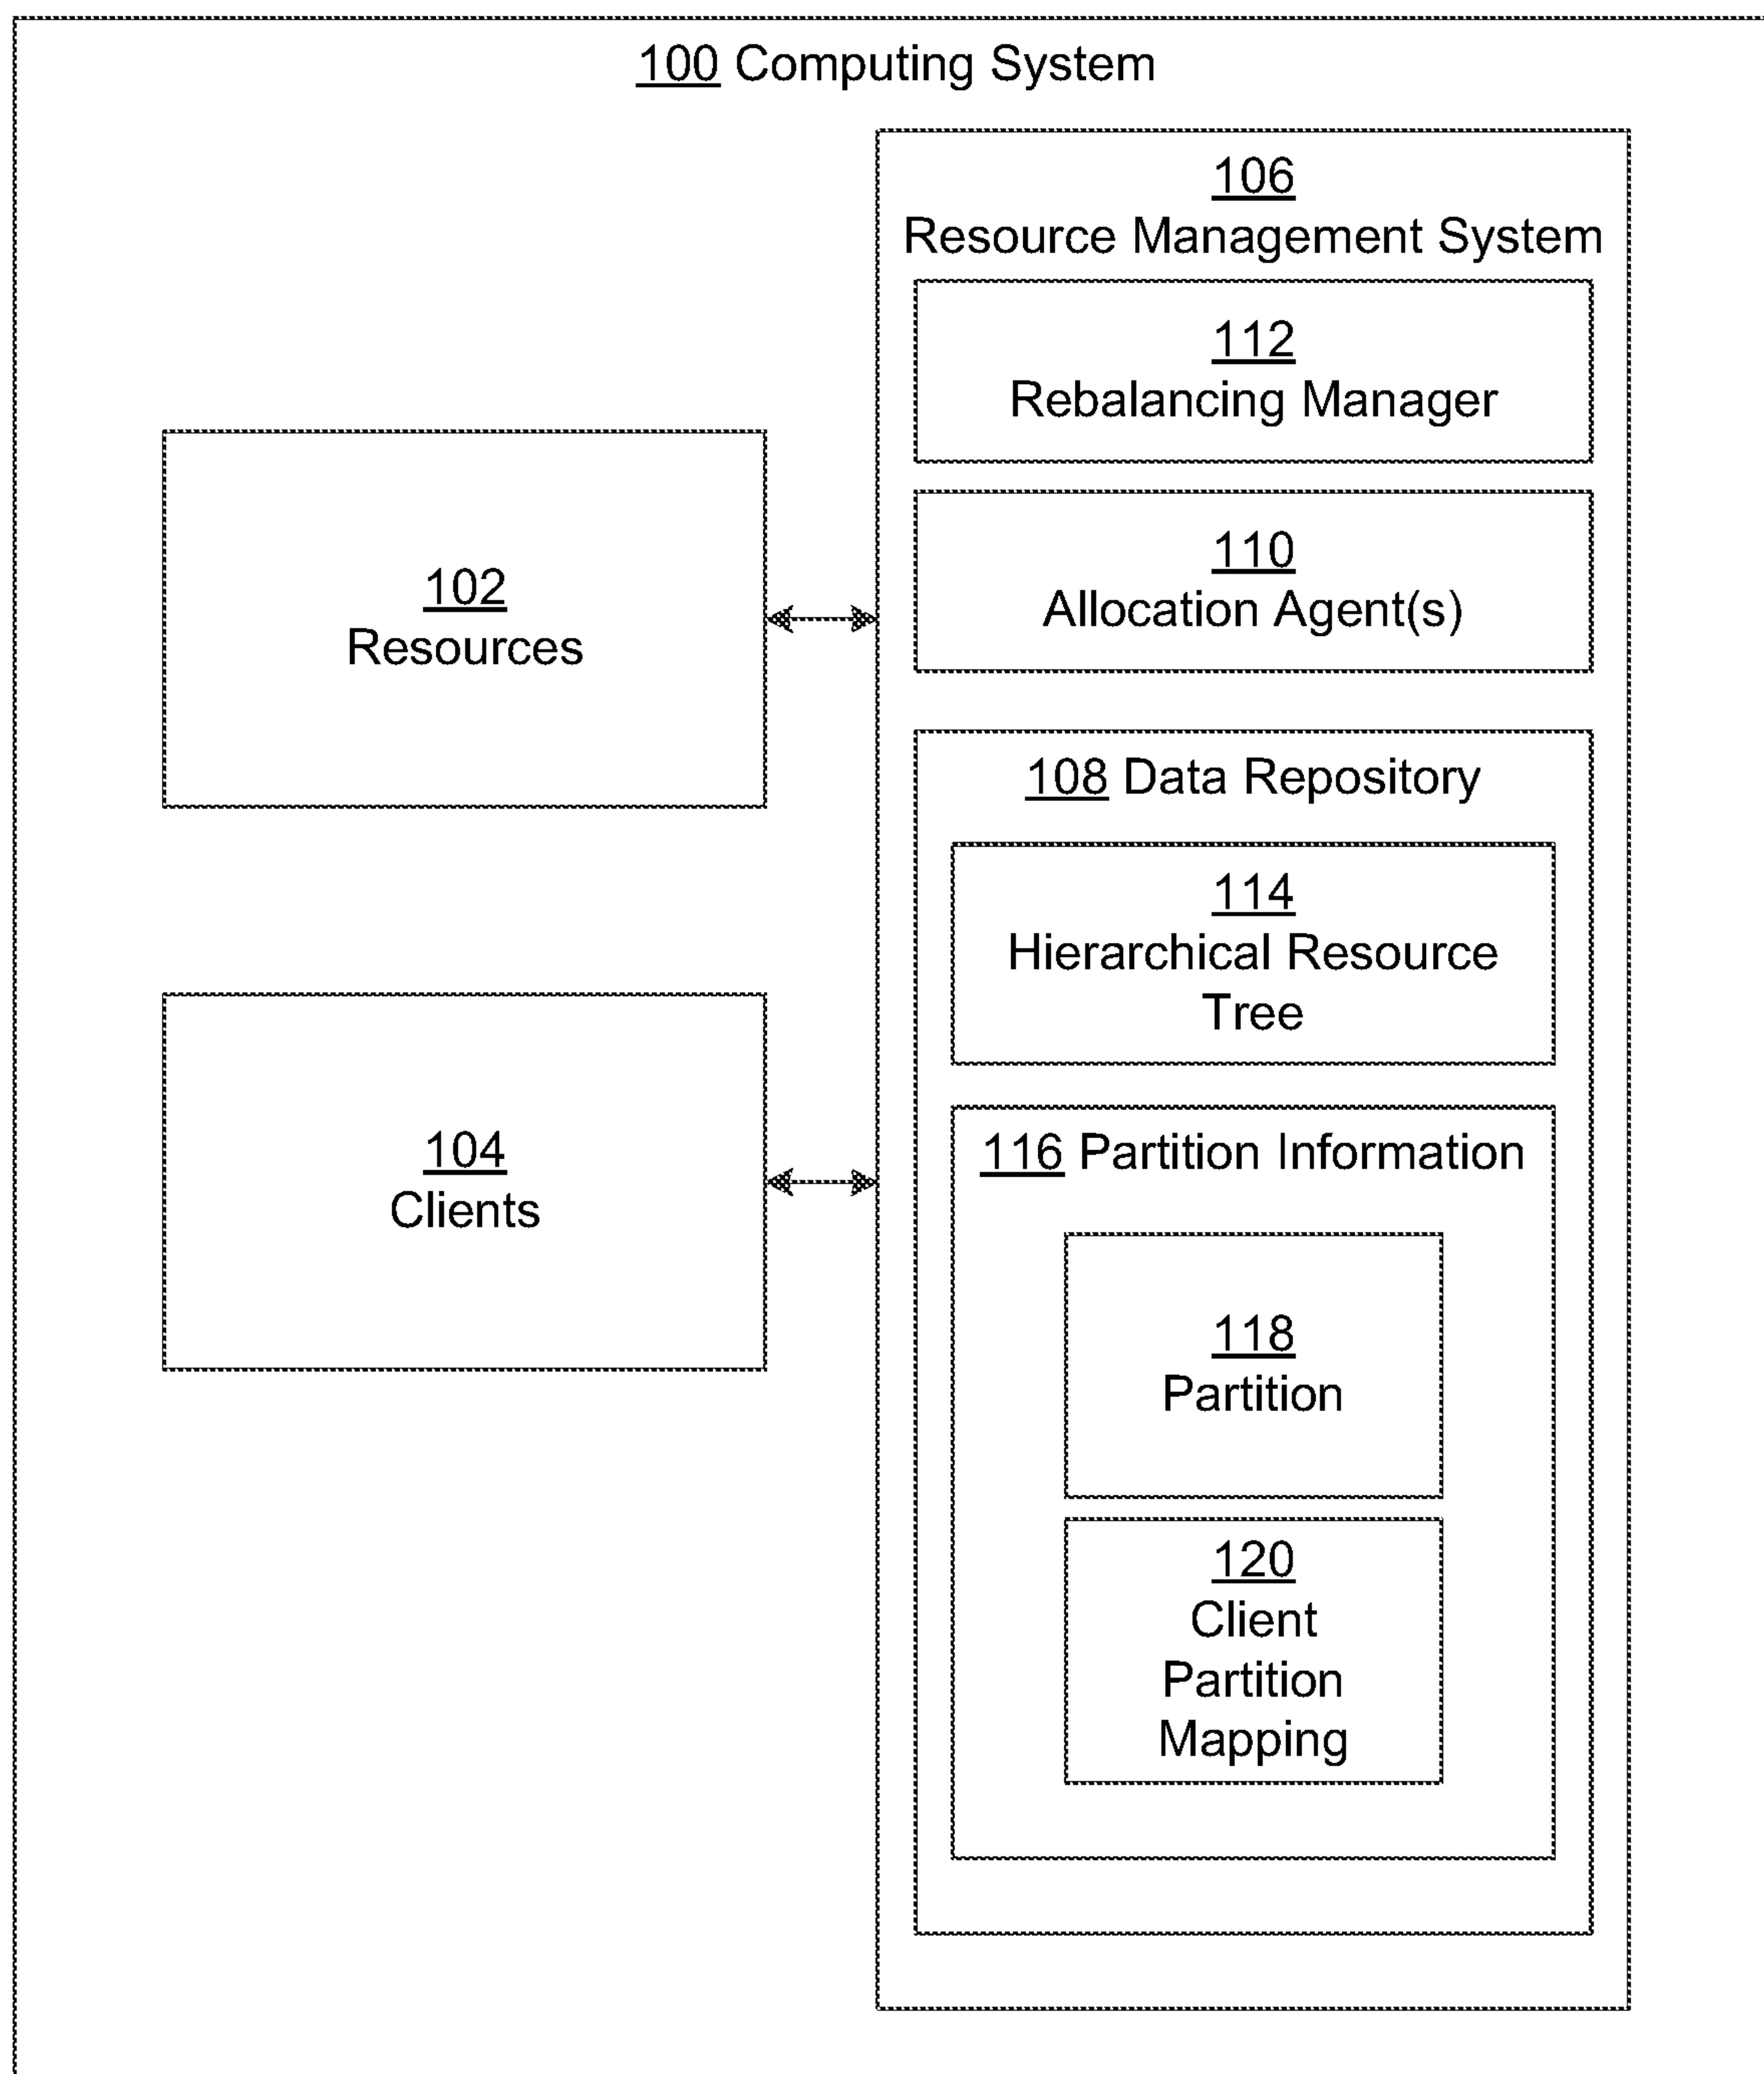 100 Computing System
106
Resource Management System
112
Rebalancing Manager
110
Allocation Agent(s)
102
Resources
108 Data Repository
114
Hierarchical Resource
Tree
104
Clients
116 Partition Information
118
Partition
120
Client
Partition
Mapping